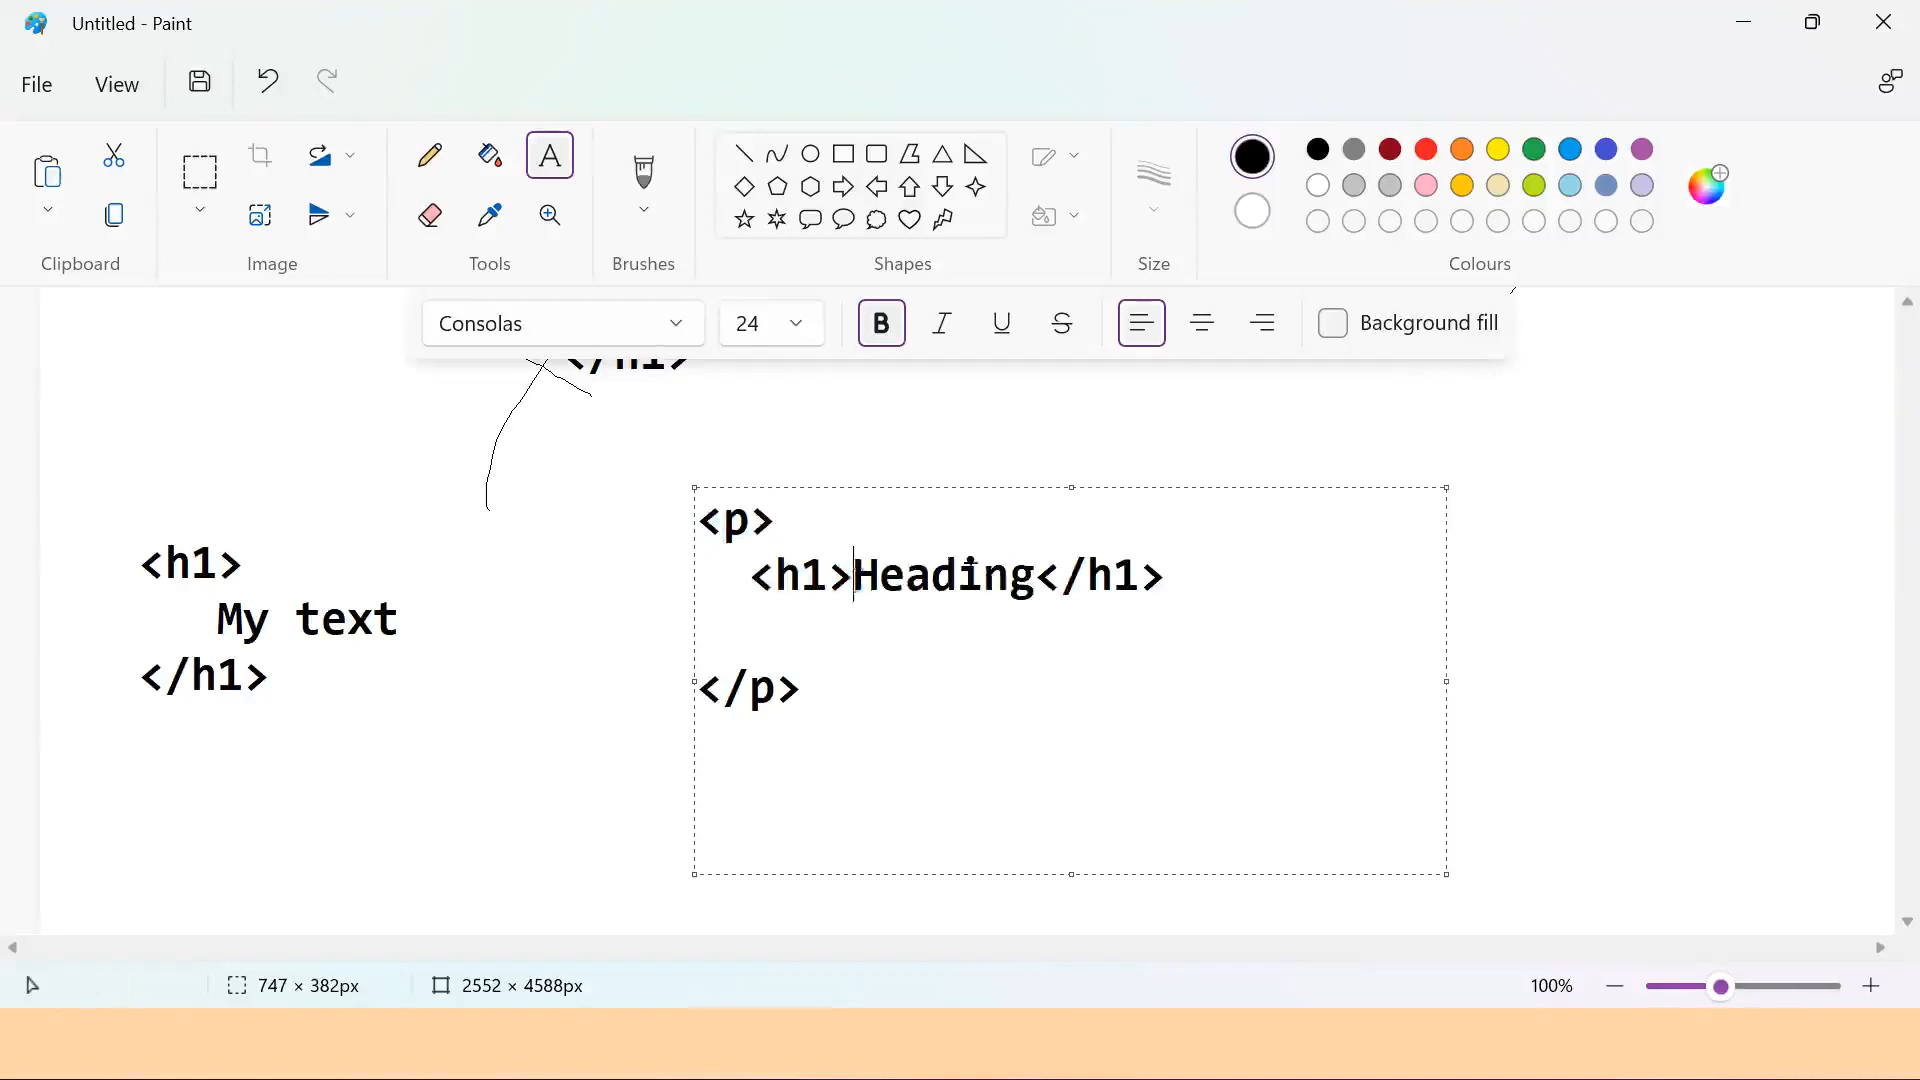 Untitled - Paint
File View
Clipboard Image Tools Brushes Shapes Size Colours
Consolas 24 B I U S Background fill
</h1>
<h1>
My text
</h1>
<p>
<h1>Heading</h1>
</p>
747 × 382px 2552 × 4588px 100%